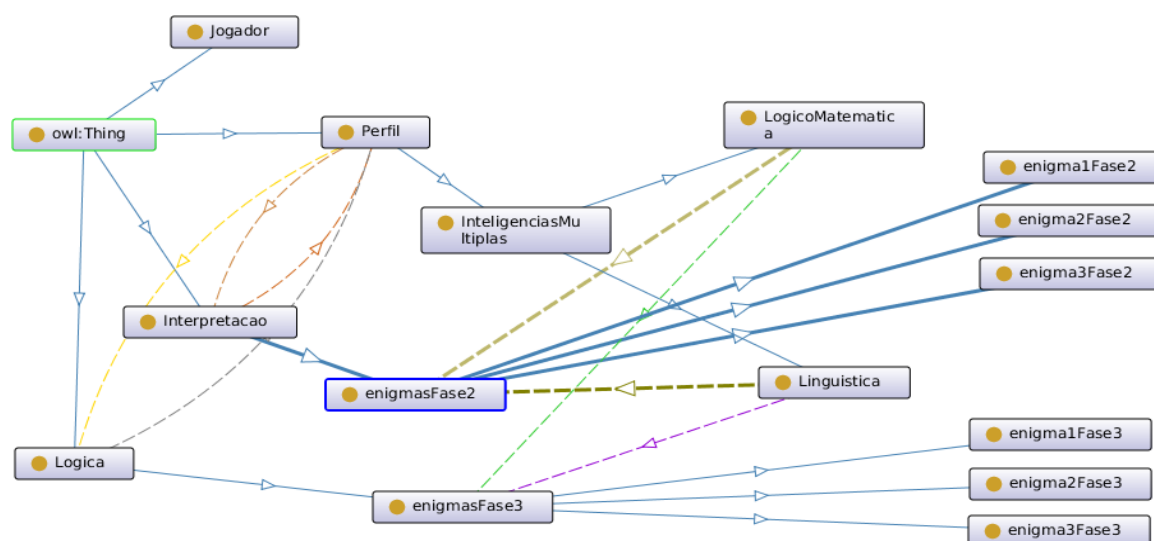 Jogador
owl:Thing
Perfil
LogicoMatematic
a
enigma1Fase2
InteligenciasMu
ltiplas
enigma2Fase2
enigma3Fase2
Interpretacao
enigmasFase2
Linguistica
enigma1Fase3
Logica
enigma2Fase3
enigmasFase3
enigma3Fase3